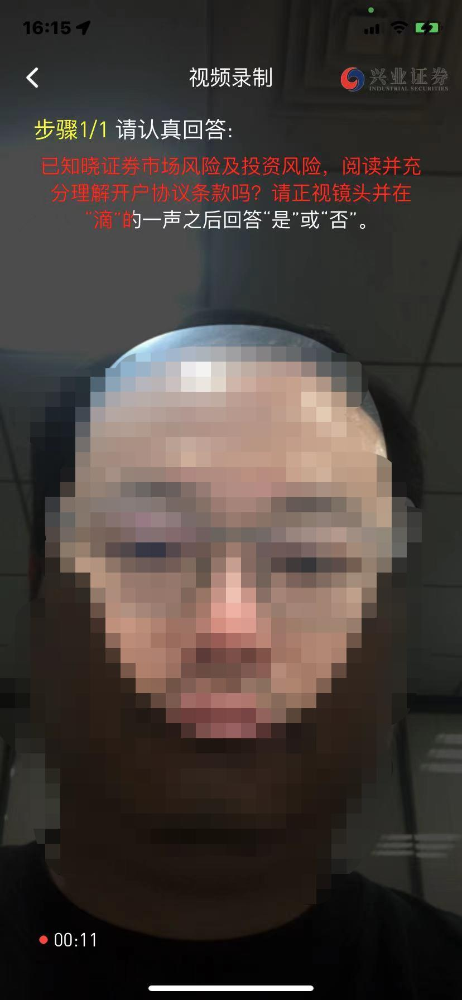 16:15
视频录制
兴业证券
INDUSTRIAL SECURITIES
步骤1/1 请认真回答:
已知晓证券市场风险及投资风险，阅读并充
分理解开户协议条款吗？请正视镜头并在
“滴”的一声之后回答“是”或“否”。
00:11